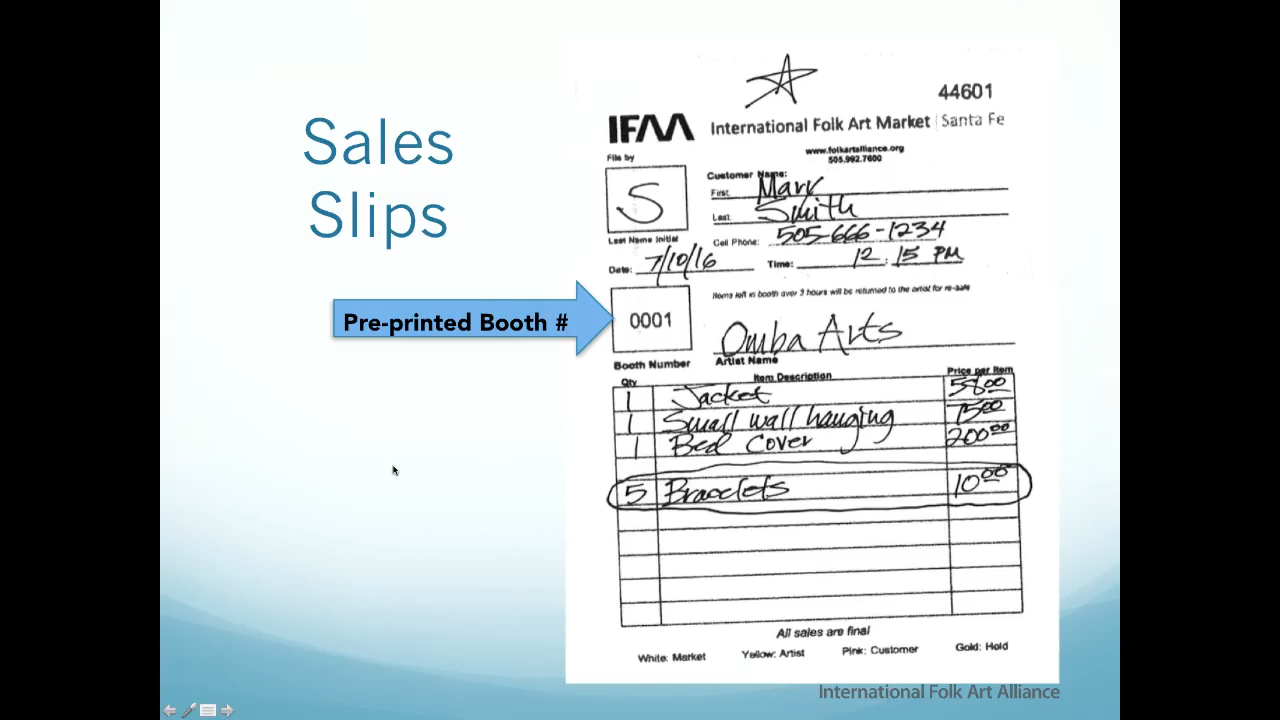 Sales
Slips
Pre-printed Booth #
44601
IFAA International Folk Art Market | Santa Fe
www.folkartalliance.org
505.992.7600
File by
S
Last Name Initial
Customer Name:
First: Mary
Last: Smith
Cell Phone: 505-666-1234
Date: 7/10/16 Time: 12:15 PM
0001
Booth Number
Items left in booth over 3 hours will be returned to the artist for re-sale
Omba Arts
Artist Name
Qty Item Description Price per Item
1 Jacket 58.00
1 Small wall hanging 15.00
1 Bed Cover 200.00
5 Bracelets 10.00
All sales are final
White: Market Yellow: Artist Pink: Customer Gold: Hold
International Folk Art Alliance